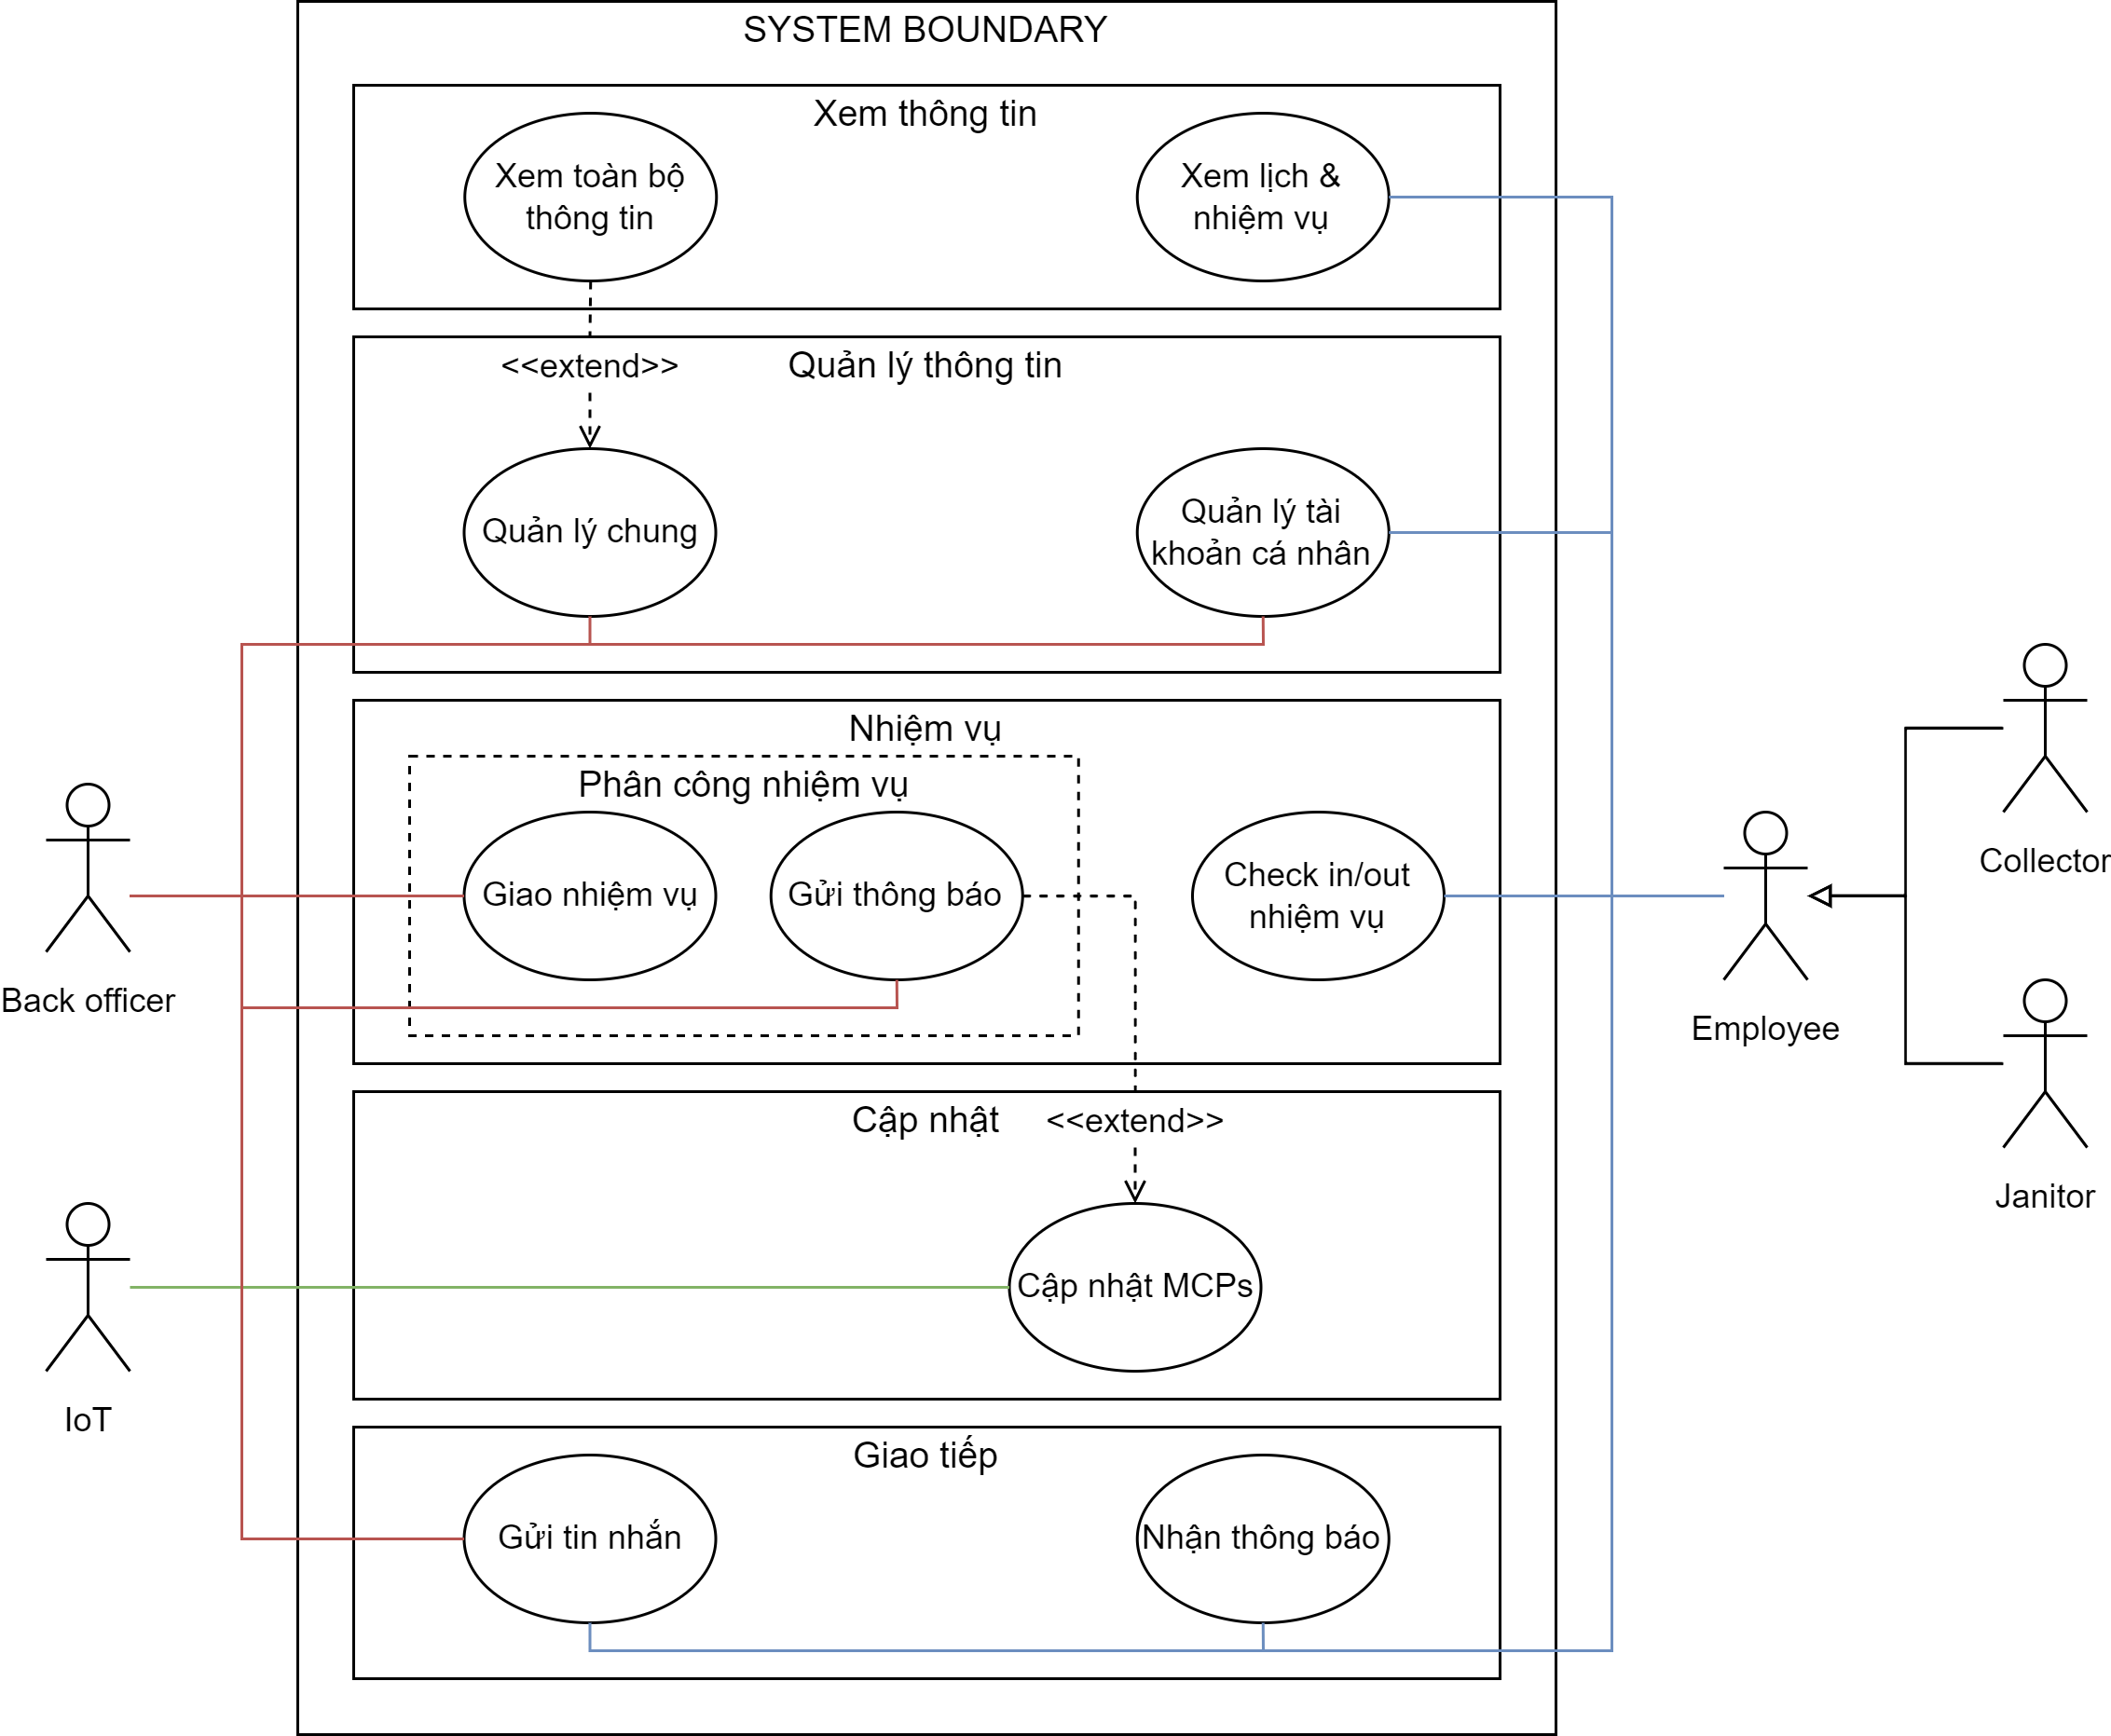 SYSTEM BOUNDARY
Xem thông tin
Xem toàn bộ
thông tin
Xem lịch &
nhiệm vụ
<<extend>>
Quản lý thông tin
Quản lý chung
Quản lý tài
khoản cá nhân
Nhiệm vụ
Phân công nhiệm vụ
Giao nhiệm vụ
Gửi thông báo
Check in/out
nhiệm vụ
Back officer
Employee
Collector
Janitor
Cập nhật
<<extend>>
Cập nhật MCPs
IoT
Giao tiếp
Gửi tin nhắn
Nhận thông báo